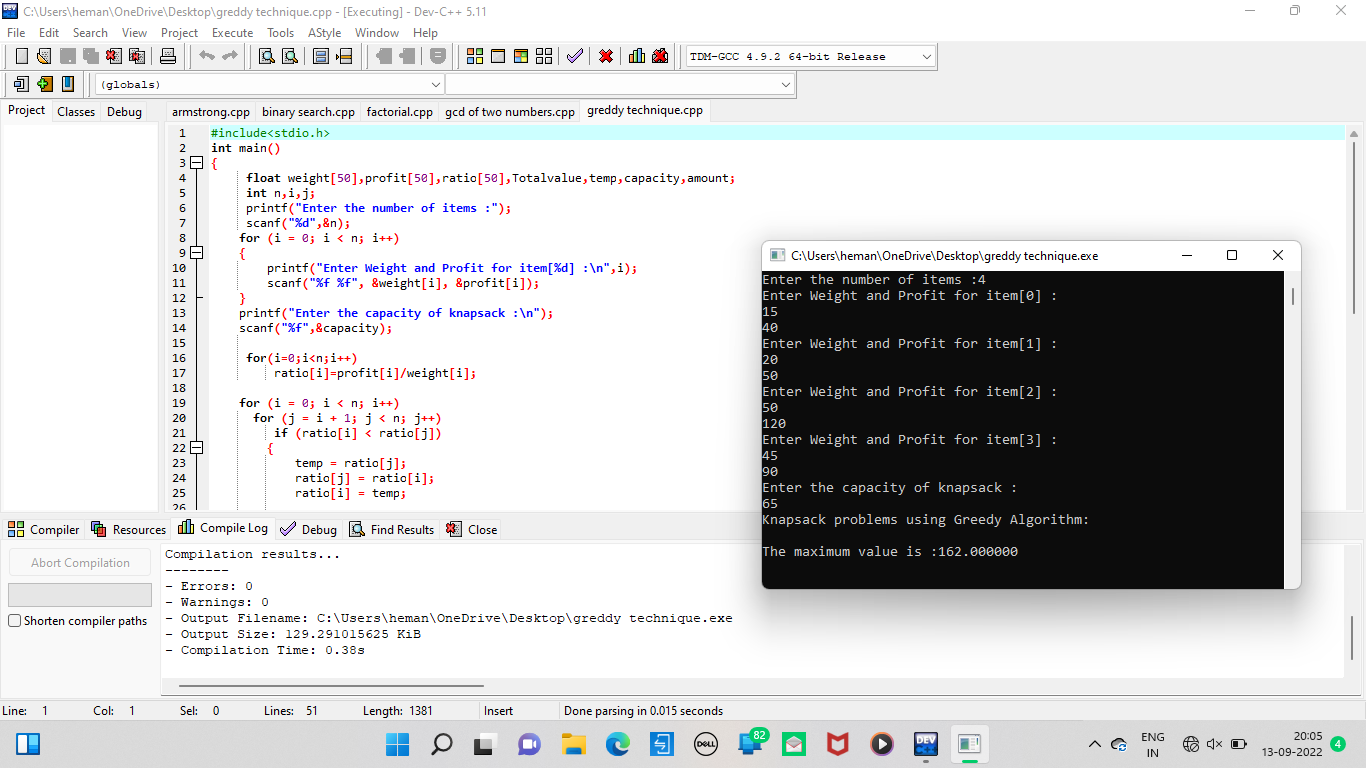 C:\Users\heman\OneDrive\Desktop\greddy technique.cpp - [Executing] - Dev-C++ 5.11
File Edit Search View Project Execute Tools AStyle Window Help
TDM-GCC 4.9.2 64-bit Release
(globals)
Project Classes Debug
armstrong.cpp binary search.cpp factorial.cpp gcd of two numbers.cpp greddy technique.cpp
1 #include<stdio.h>
2 int main()
3 {
4 float weight[50],profit[50],ratio[50],Totalvalue,temp,capacity,amount;
5 int n,i,j;
6 printf("Enter the number of items :");
7 scanf("%d",&n);
8 for (i = 0; i < n; i++)
9 {
10 printf("Enter Weight and Profit for item[%d] :\n",i);
11 scanf("%f %f", &weight[i], &profit[i]);
12 }
13 printf("Enter the capacity of knapsack :\n");
14 scanf("%f",&capacity);
15
16 for(i=0;i<n;i++)
17 ratio[i]=profit[i]/weight[i];
18
19 for (i = 0; i < n; i++)
20 for (j = i + 1; j < n; j++)
21 if (ratio[i] < ratio[j])
22 {
23 temp = ratio[j];
24 ratio[j] = ratio[i];
25 ratio[i] = temp;
26
C:\Users\heman\OneDrive\Desktop\greddy technique.exe
Enter the number of items :4
Enter Weight and Profit for item[0] :
15
40
Enter Weight and Profit for item[1] :
20
50
Enter Weight and Profit for item[2] :
50
120
Enter Weight and Profit for item[3] :
45
90
Enter the capacity of knapsack :
65
Knapsack problems using Greedy Algorithm:
The maximum value is :162.000000
Compiler Resources Compile Log Debug Find Results Close
Abort Compilation
Shorten compiler paths
Compilation results...
--------
- Errors: 0
- Warnings: 0
- Output Filename: C:\Users\heman\OneDrive\Desktop\greddy technique.exe
- Output Size: 129.291015625 KiB
- Compilation Time: 0.38s
Line: 1 Col: 1 Sel: 0 Lines: 51 Length: 1381 Insert Done parsing in 0.015 seconds
DELL
82
DEV
ENG
IN
20:05
13-09-2022
4